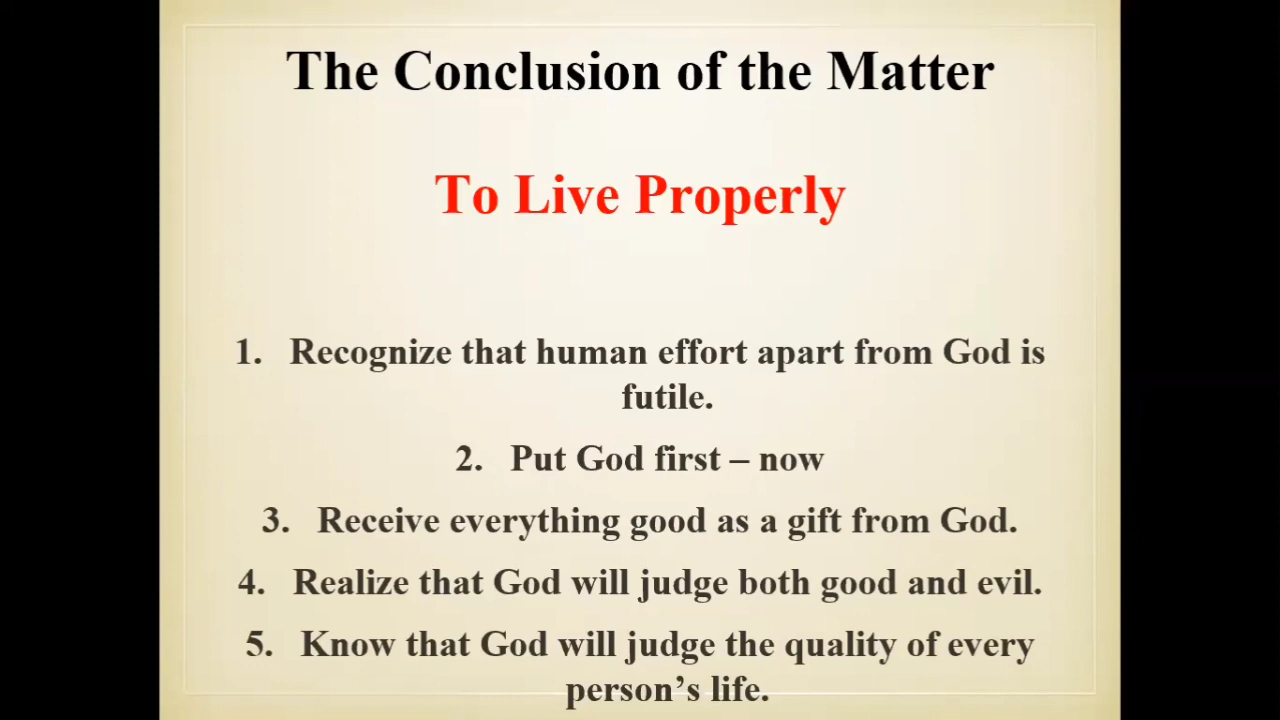 The Conclusion of the Matter
To Live Properly
1. Recognize that human effort apart from God is
futile.
2. Put God first – now
3. Receive everything good as a gift from God.
4. Realize that God will judge both good and evil.
5. Know that God will judge the quality of every
person’s life.